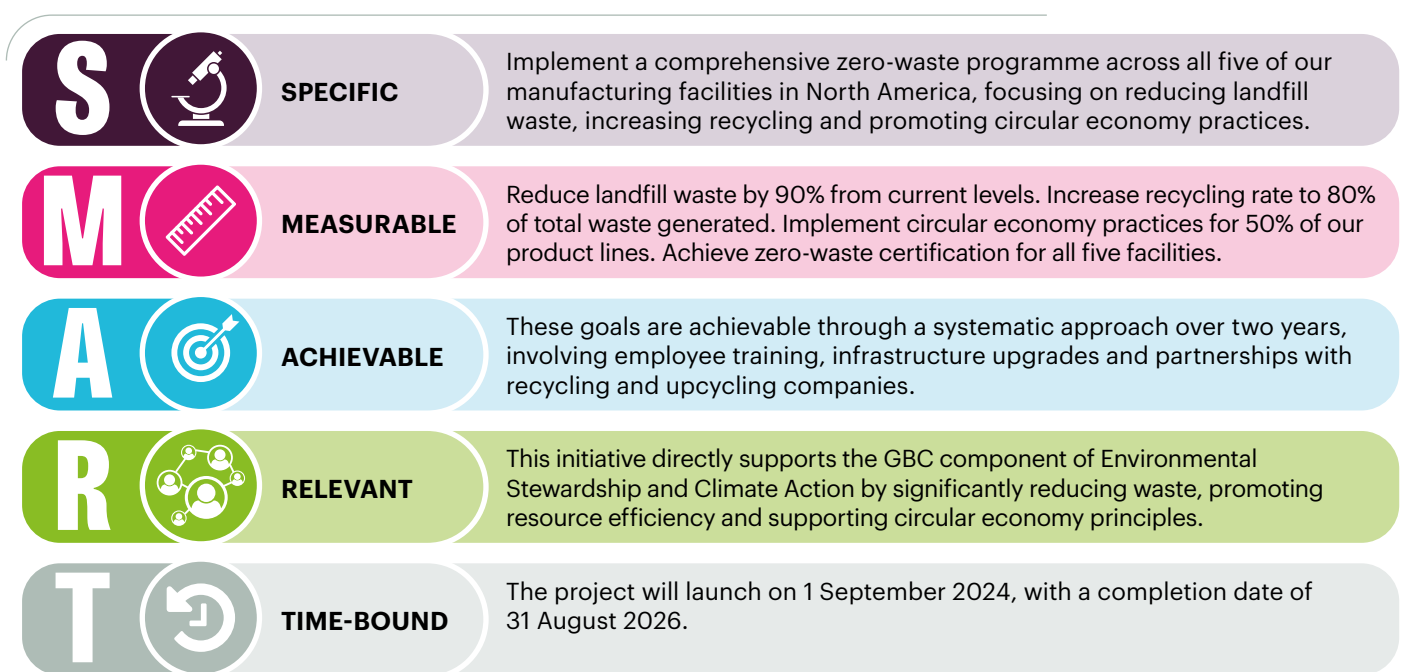 S
SPECIFIC
Implement a comprehensive zero-waste programme across all five of our
manufacturing facilities in North America, focusing on reducing landfill
waste, increasing recycling and promoting circular economy practices.
M
MEASURABLE
Reduce landfill waste by 90% from current levels. Increase recycling rate to 80%
of total waste generated. Implement circular economy practices for 50% of our
product lines. Achieve zero-waste certification for all five facilities.
A
ACHIEVABLE
These goals are achievable through a systematic approach over two years,
involving employee training, infrastructure upgrades and partnerships with
recycling and upcycling companies.
R
RELEVANT
This initiative directly supports the GBC component of Environmental
Stewardship and Climate Action by significantly reducing waste, promoting
resource efficiency and supporting circular economy principles.
T
TIME-BOUND
The project will launch on 1 September 2024, with a completion date of
31 August 2026.